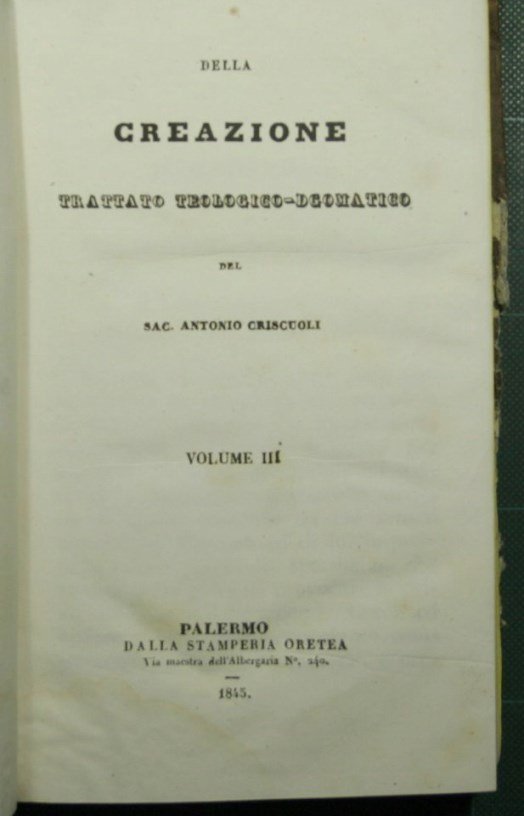 DELLA
CREAZIONE
TRATTATO TEOLOGICO-DGOMATICO
DEL
SAC. ANTONIO CRISCUOLI
VOLUME III
PALERMO
DALLA STAMPERIA ORETEA
Via maestra dell'Albergaria N°. 240.
1845.